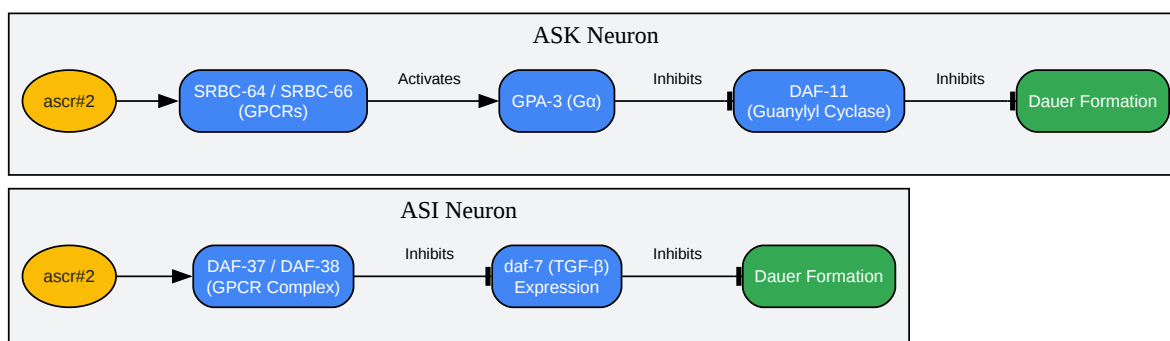 ASK Neuron
ascr#2
SRBC-64 / SRBC-66
(GPCRs)
Activates
GPA-3 (Gα)
Inhibits
DAF-11
(Guanylyl Cyclase)
Inhibits
Dauer Formation
ASI Neuron
ascr#2
DAF-37 / DAF-38
(GPCR Complex)
Inhibits
daf-7 (TGF-β)
Expression
Inhibits
Dauer Formation